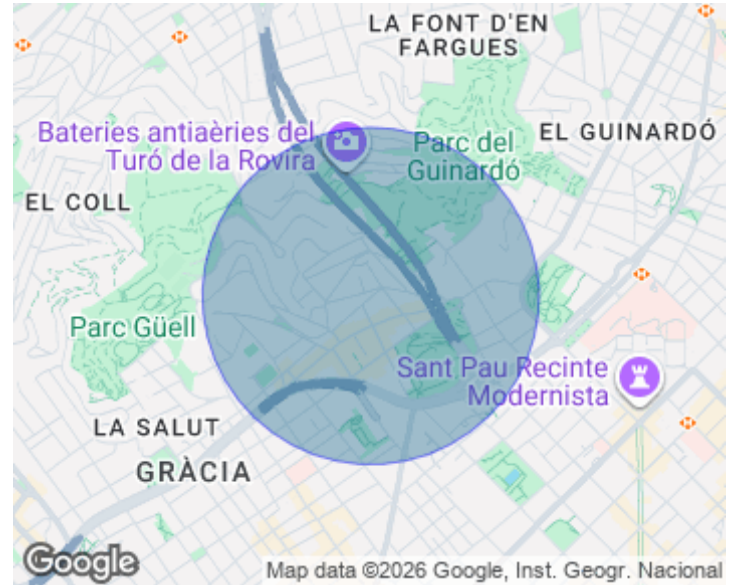 LA FONT D'EN
FARGUES
Bateries antiaèries del
Turó de la Rovira
Parc del
Guinardó
EL GUINARDÓ
EL COLL
Parc Güell
Sant Pau Recinte
Modernista
LA SALUT
GRÀCIA
Google
Map data ©2026 Google, Inst. Geogr. Nacional